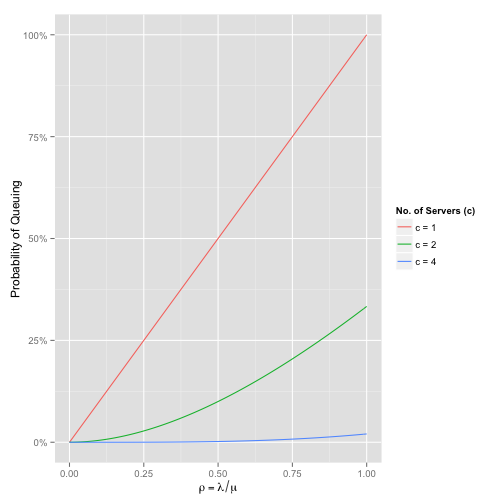 100%
75%
50%
25%
0%
Probability of Queuing
0.00 0.25 0.50 0.75 1.00
ρ = λ/μ
No. of Servers (c)
c = 1
c = 2
c = 4